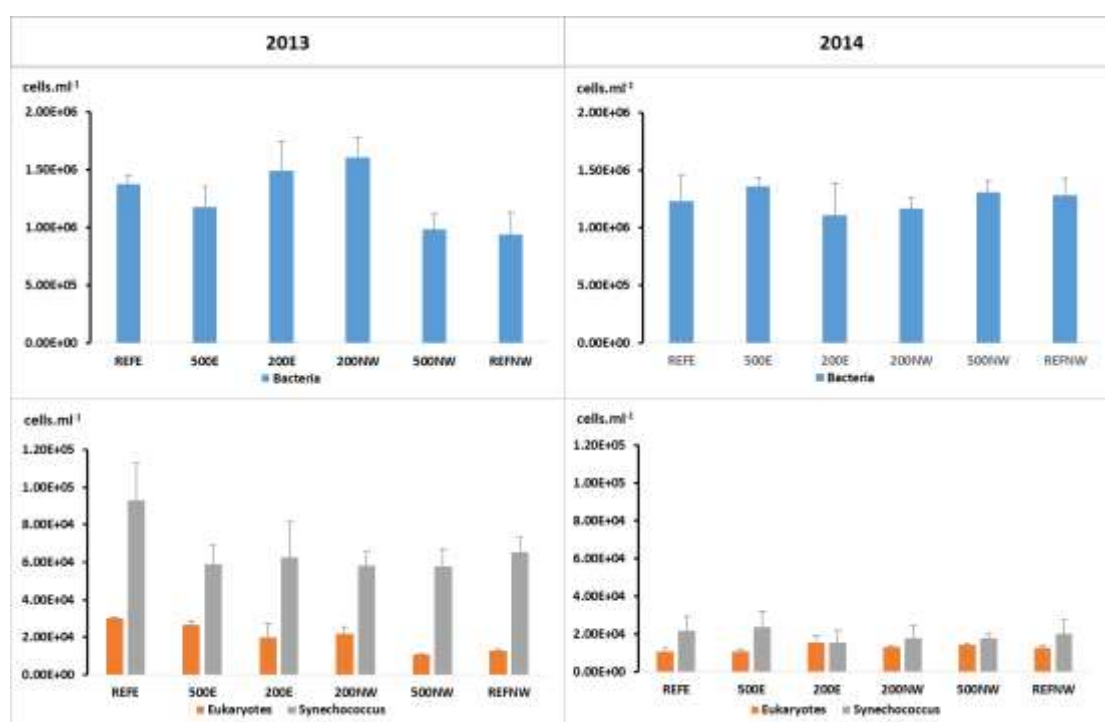 2013
2014
cells.ml-1
2.00E+06
1.50E+06
1.00E+06
5.00E+05
0.00E+00
REFE 500E 200E 200NW 500NW REFNW
Bacteria
cells.ml-1
2.00E+06
1.50E+06
1.00E+06
5.00E+05
0.00E+00
REFE 500E 200E 200NW 500NW REFNW
Bacteria
cells.ml-1
1.20E+05
1.00E+05
8.00E+04
6.00E+04
4.00E+04
2.00E+04
0.00E+00
REFE 500E 200E 200NW 500NW REFNW
Eukaryotes Synechococcus
cells.ml-1
1.20E+05
1.00E+05
8.00E+04
6.00E+04
4.00E+04
2.00E+04
0.00E+00
REFE 500E 200E 200NW 500NW REFNW
Eukaryotes Synechococcus